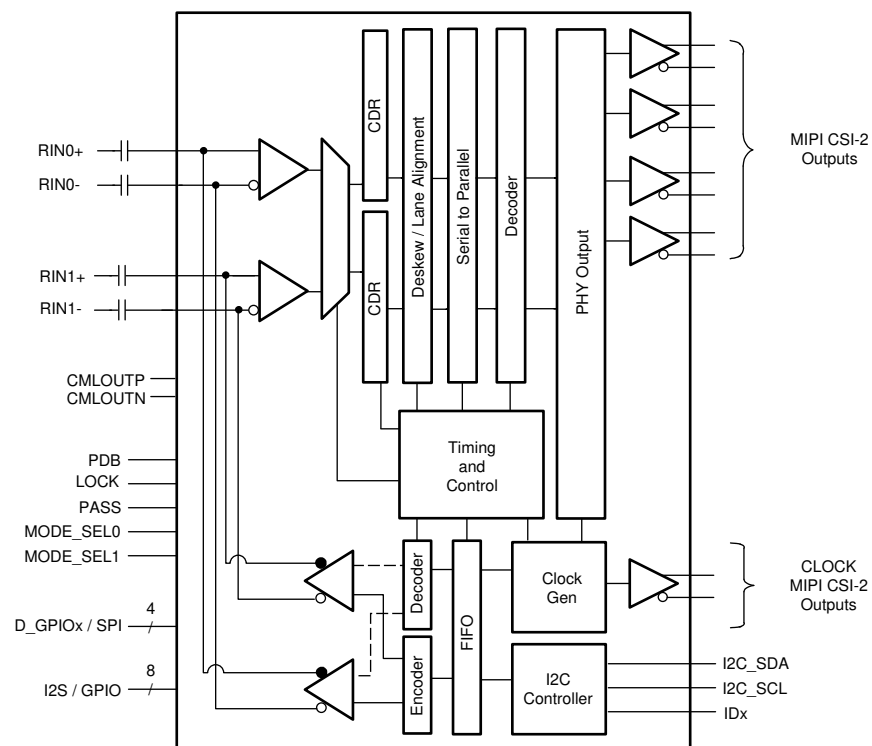 RIN0+
RIN0-
RIN1+
RIN1-
CMLOUTP
CMLOUTN
PDB
LOCK
PASS
MODE_SEL0
MODE_SEL1
4
D_GPIOx / SPI
8
I2S / GPIO
CDR
CDR
Deskew / Lane Alignment
Serial to Parallel
Decoder
PHY Output
Timing
and
Control
Decoder
Encoder
FIFO
Clock
Gen
I2C
Controller
MIPI CSI-2
Outputs
CLOCK
MIPI CSI-2
Outputs
I2C_SDA
I2C_SCL
IDx